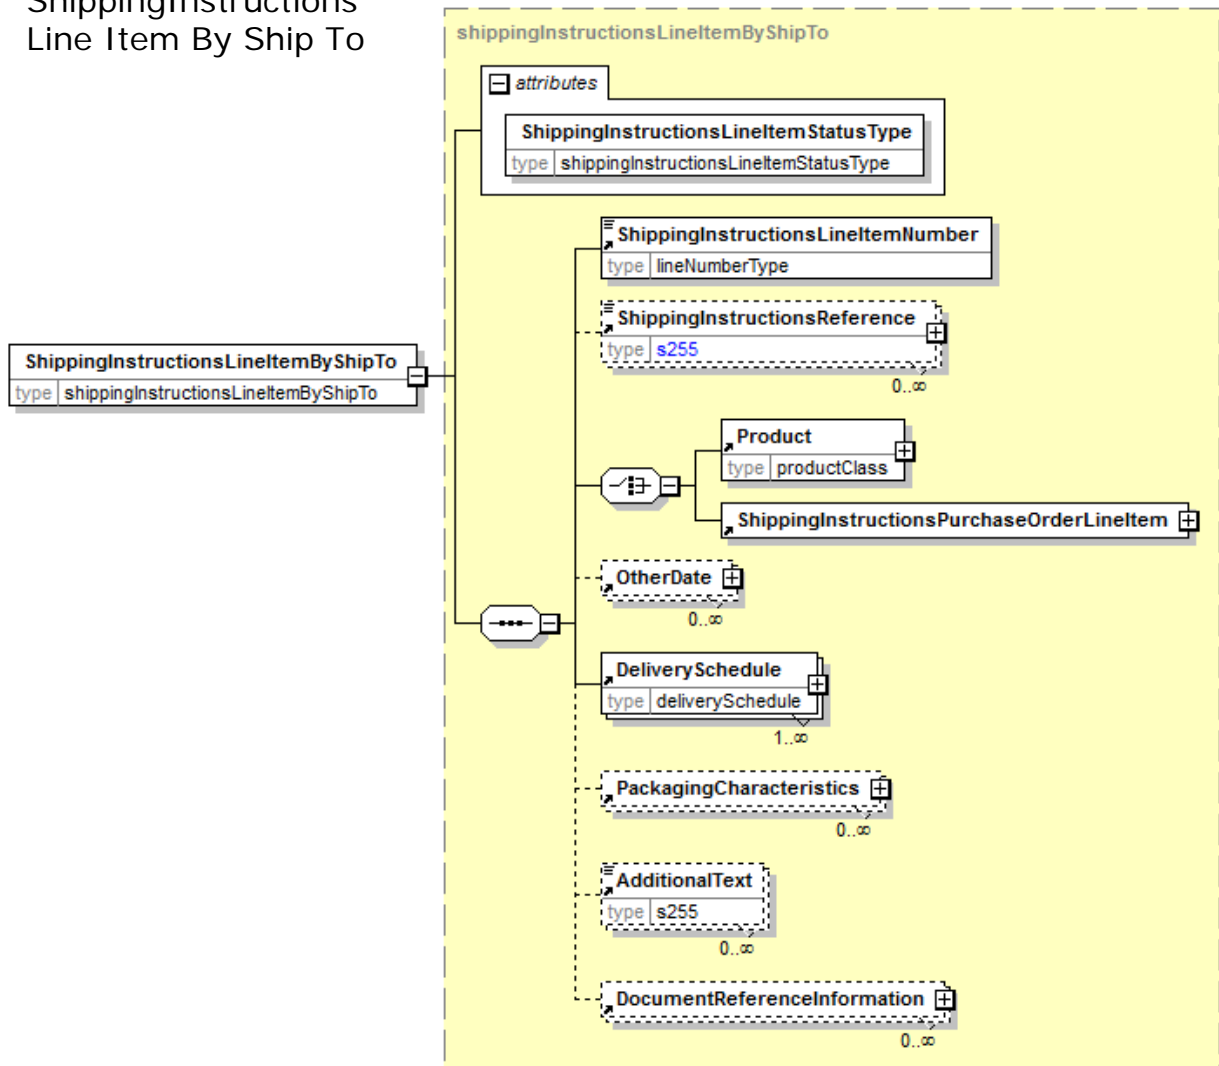 ShippingInstructions
Line Item By Ship To
shippingInstructionsLineItemByShipTo
attributes
ShippingInstructionsLineItemStatusType
type shippingInstructionsLineItemStatusType
ShippingInstructionsLineItemNumber
type lineNumberType
ShippingInstructionsReference
type s255
0..∞
ShippingInstructionsLineItemByShipTo
type shippingInstructionsLineItemByShipTo
Product
type productClass
ShippingInstructionsPurchaseOrderLineItem
OtherDate
0..∞
DeliverySchedule
type deliverySchedule
1..∞
PackagingCharacteristics
0..∞
AdditionalText
type s255
0..∞
DocumentReferenceInformation
0..∞